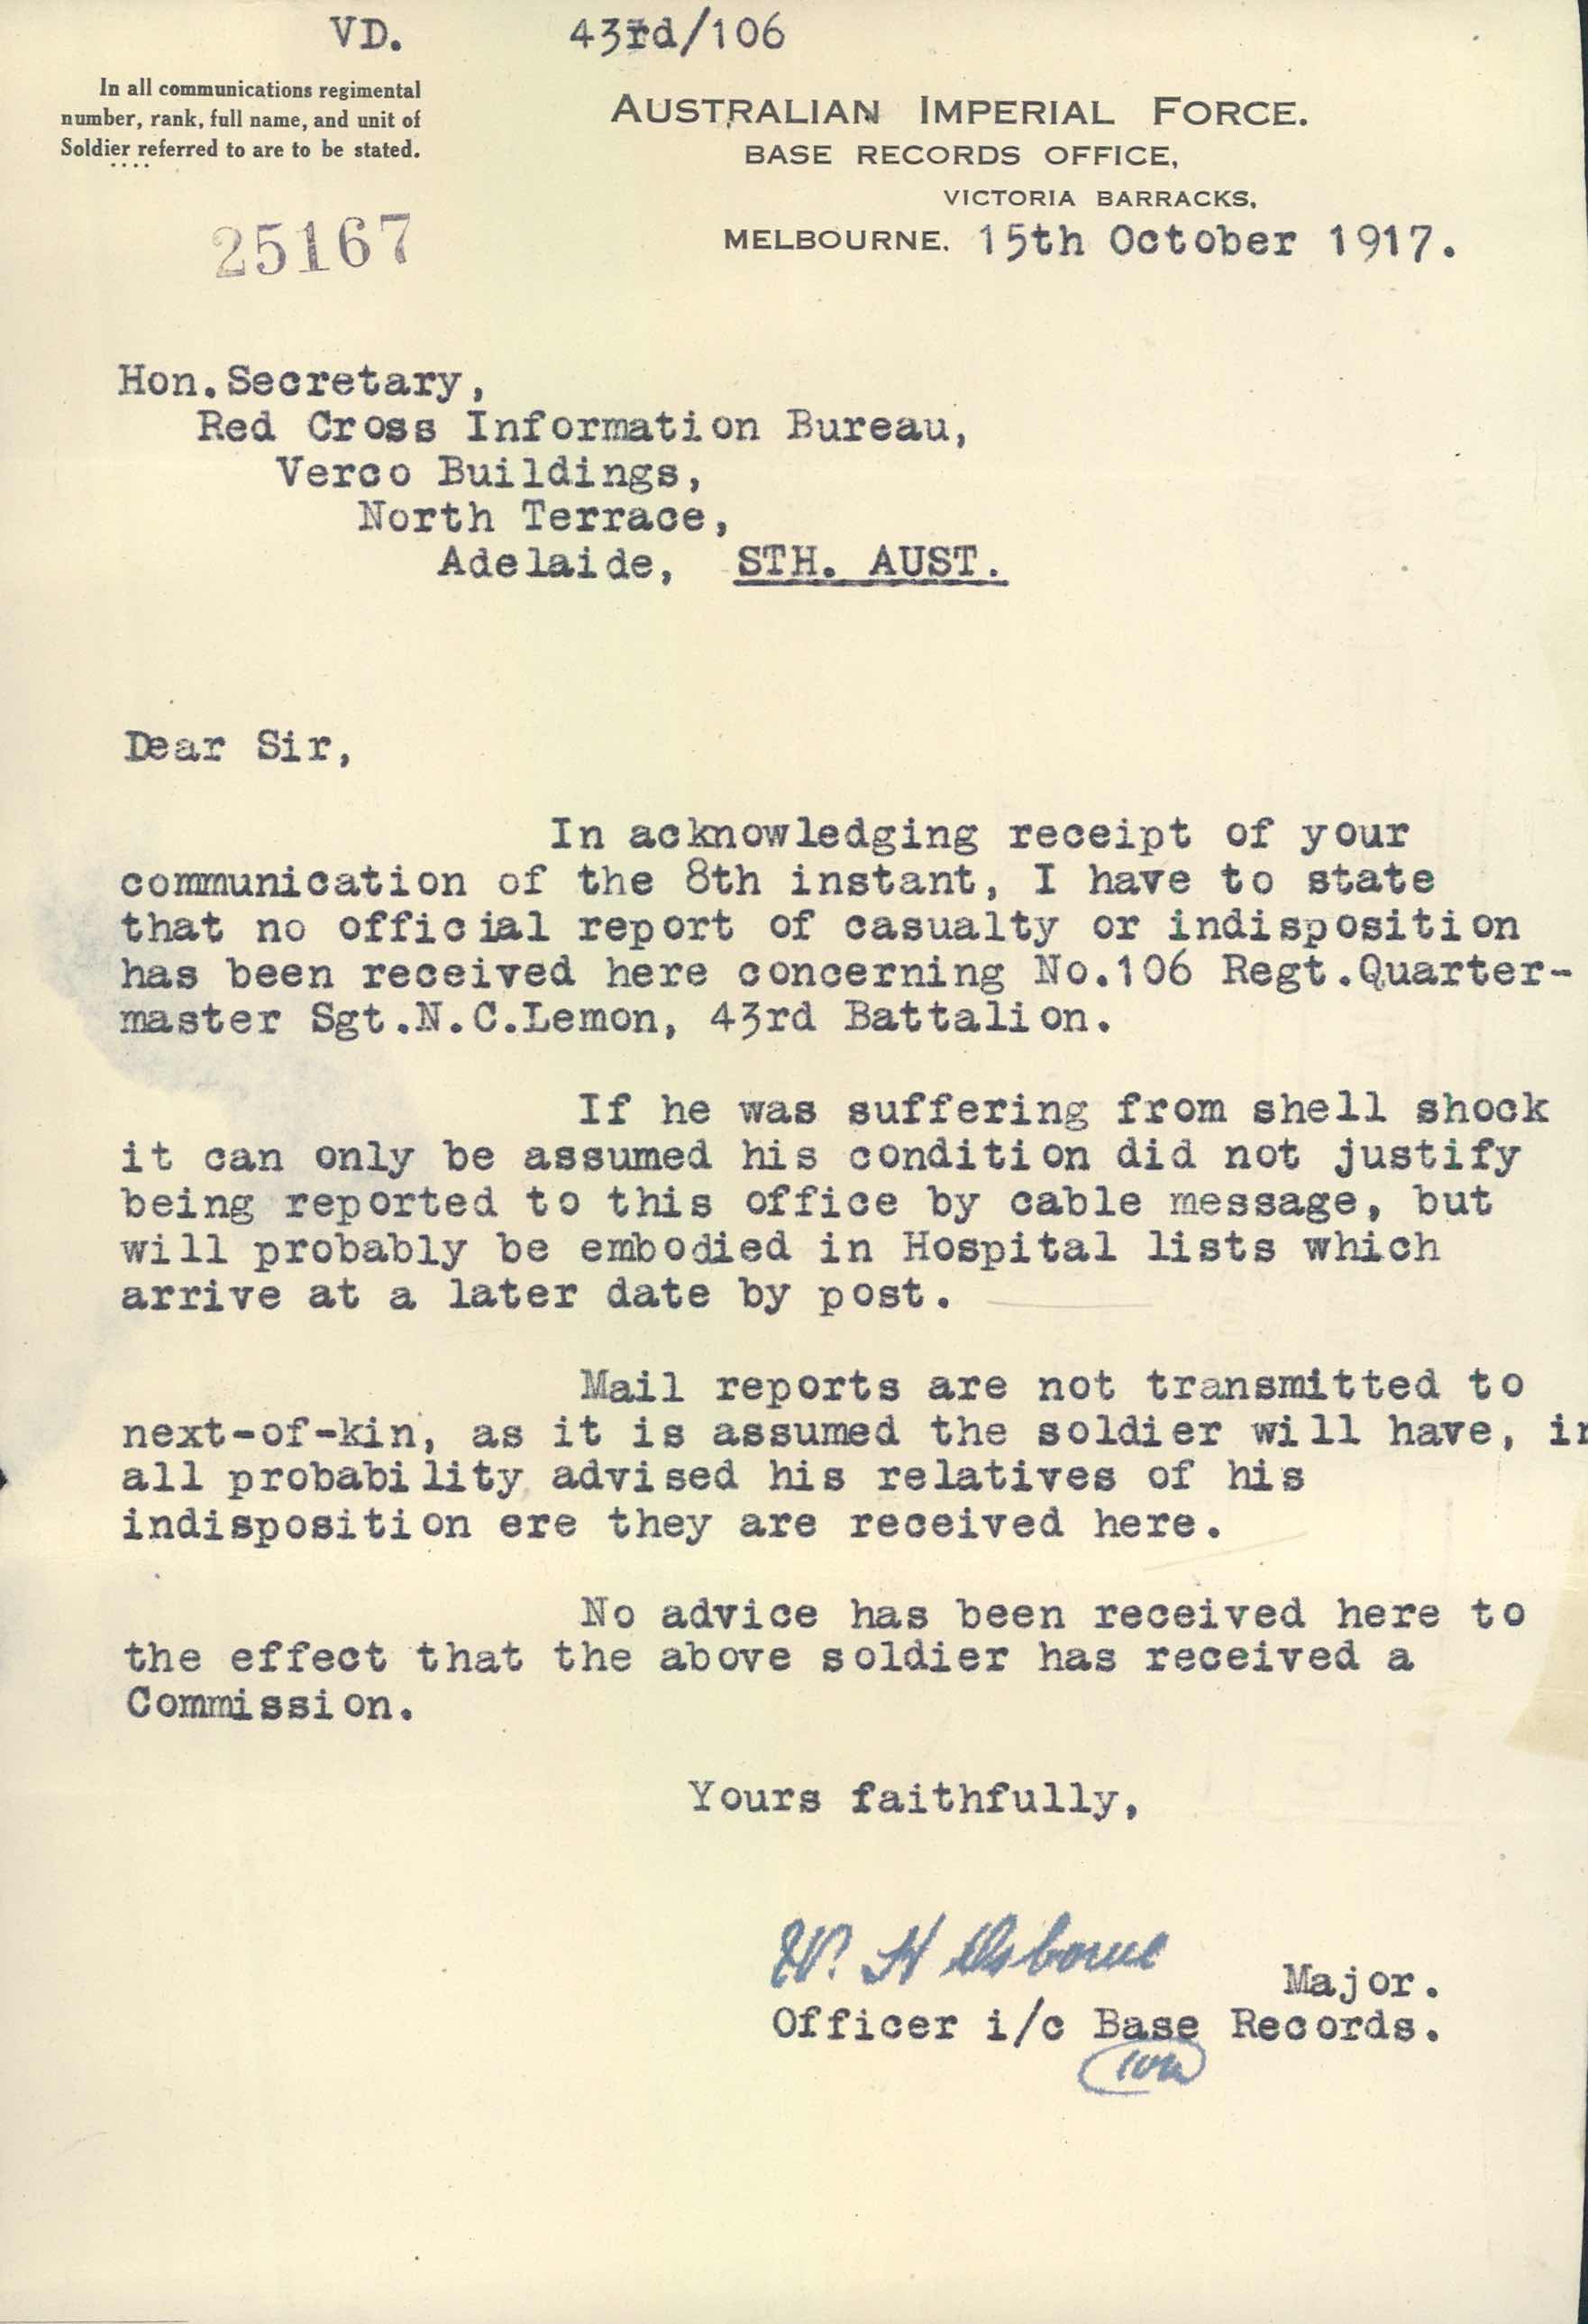 VD. 43rd/106
In all communications regimental
number, rank, full name, and unit of
Soldier referred to are to be stated.
AUSTRALIAN IMPERIAL FORCE.
BASE RECORDS OFFICE,
VICTORIA BARRACKS,
MELBOURNE. 15th October 1917.
25167
Hon.Secretary,
Red Cross Information Bureau,
Verco Buildings,
North Terrace,
Adelaide, STH. AUST.
Dear Sir,
In acknowledging receipt of your
communication of the 8th instant, I have to state
that no official report of casualty or indisposition
has been received here concerning No.106 Regt.Quarter-
master Sgt.N.C.Lemon, 43rd Battalion.
If he was suffering from shell shock
it can only be assumed his condition did not justify
being reported to this office by cable message, but
will probably be embodied in Hospital lists which
arrive at a later date by post.
Mail reports are not transmitted to
next-of-kin, as it is assumed the soldier will have, in
all probability advised his relatives of his
indisposition ere they are received here.
No advice has been received here to
the effect that the above soldier has received a
Commission.
Yours faithfully,
W. H Osborne
Major.
Officer i/c Base Records.